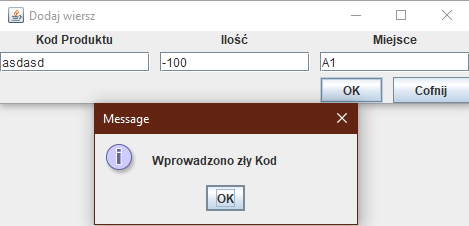 Dodaj wiersz
Kod Produktu Ilość Miejsce
asdasd -100 A1
OK Cofnij
Message
Wprowadzono zły Kod
OK